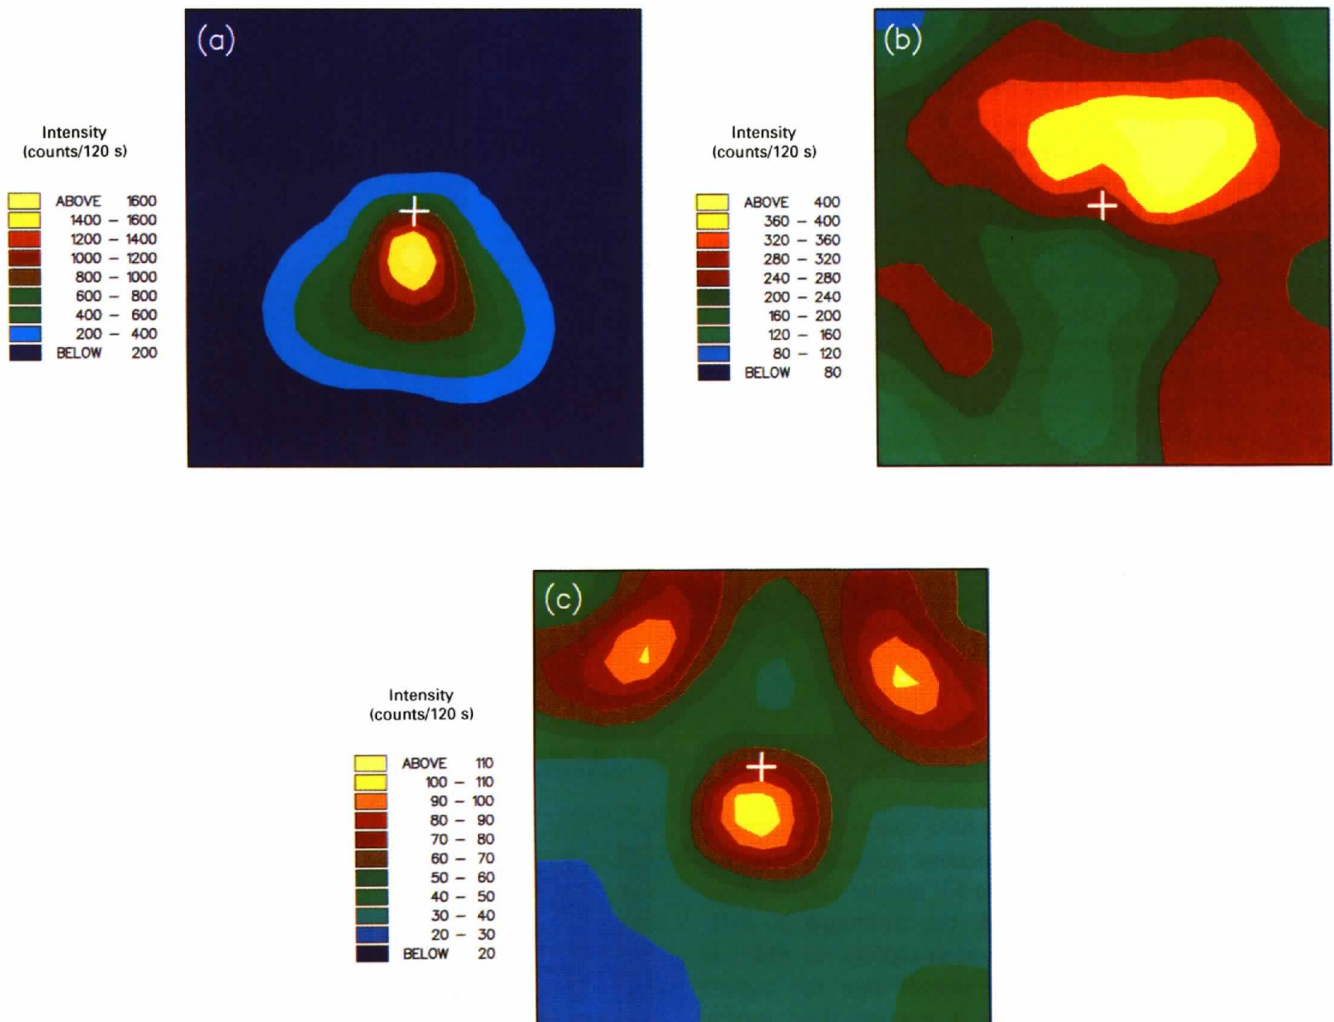 (a)
Intensity
(counts/120 s)
ABOVE 1600
1400 – 1600
1200 – 1400
1000 – 1200
800 – 1000
600 – 800
400 – 600
200 – 400
BELOW 200
(b)
Intensity
(counts/120 s)
ABOVE 400
360 – 400
320 – 360
280 – 320
240 – 280
200 – 240
160 – 200
120 – 160
80 – 120
BELOW 80
(c)
Intensity
(counts/120 s)
ABOVE 110
100 – 110
90 – 100
80 – 90
70 – 80
60 – 70
50 – 60
40 – 50
30 – 40
20 – 30
BELOW 20